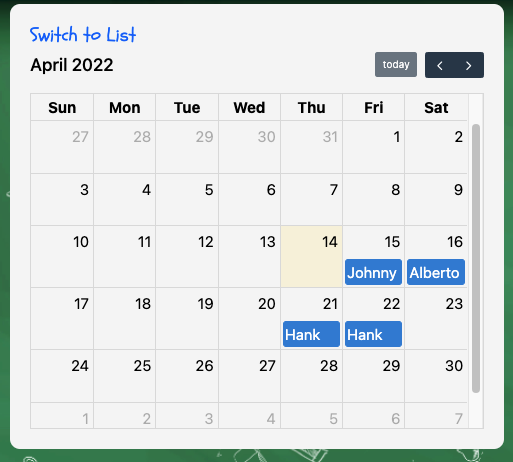 Switch to List
April 2022 today
Sun Mon Tue Wed Thu Fri Sat
27 28 29 30 31 1 2
3 4 5 6 7 8 9
10 11 12 13 14 15 16
Johnny Alberto
17 18 19 20 21 22 23
Hank Hank
24 25 26 27 28 29 30
1 2 3 4 5 6 7